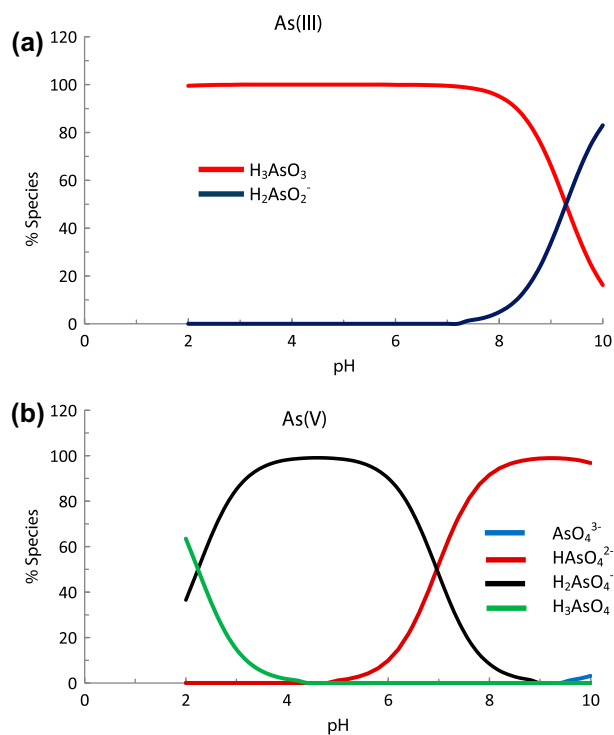 (a)
As(III)
120
100
80
60
40
20
0
% Species
H₃AsO₃
H₂AsO₂⁻
0 2 4 6 8 10
pH
(b)
As(V)
120
100
80
60
40
20
0
% Species
AsO₄³⁻
HAsO₄²⁻
H₂AsO₄⁻
H₃AsO₄
0 2 4 6 8 10
pH